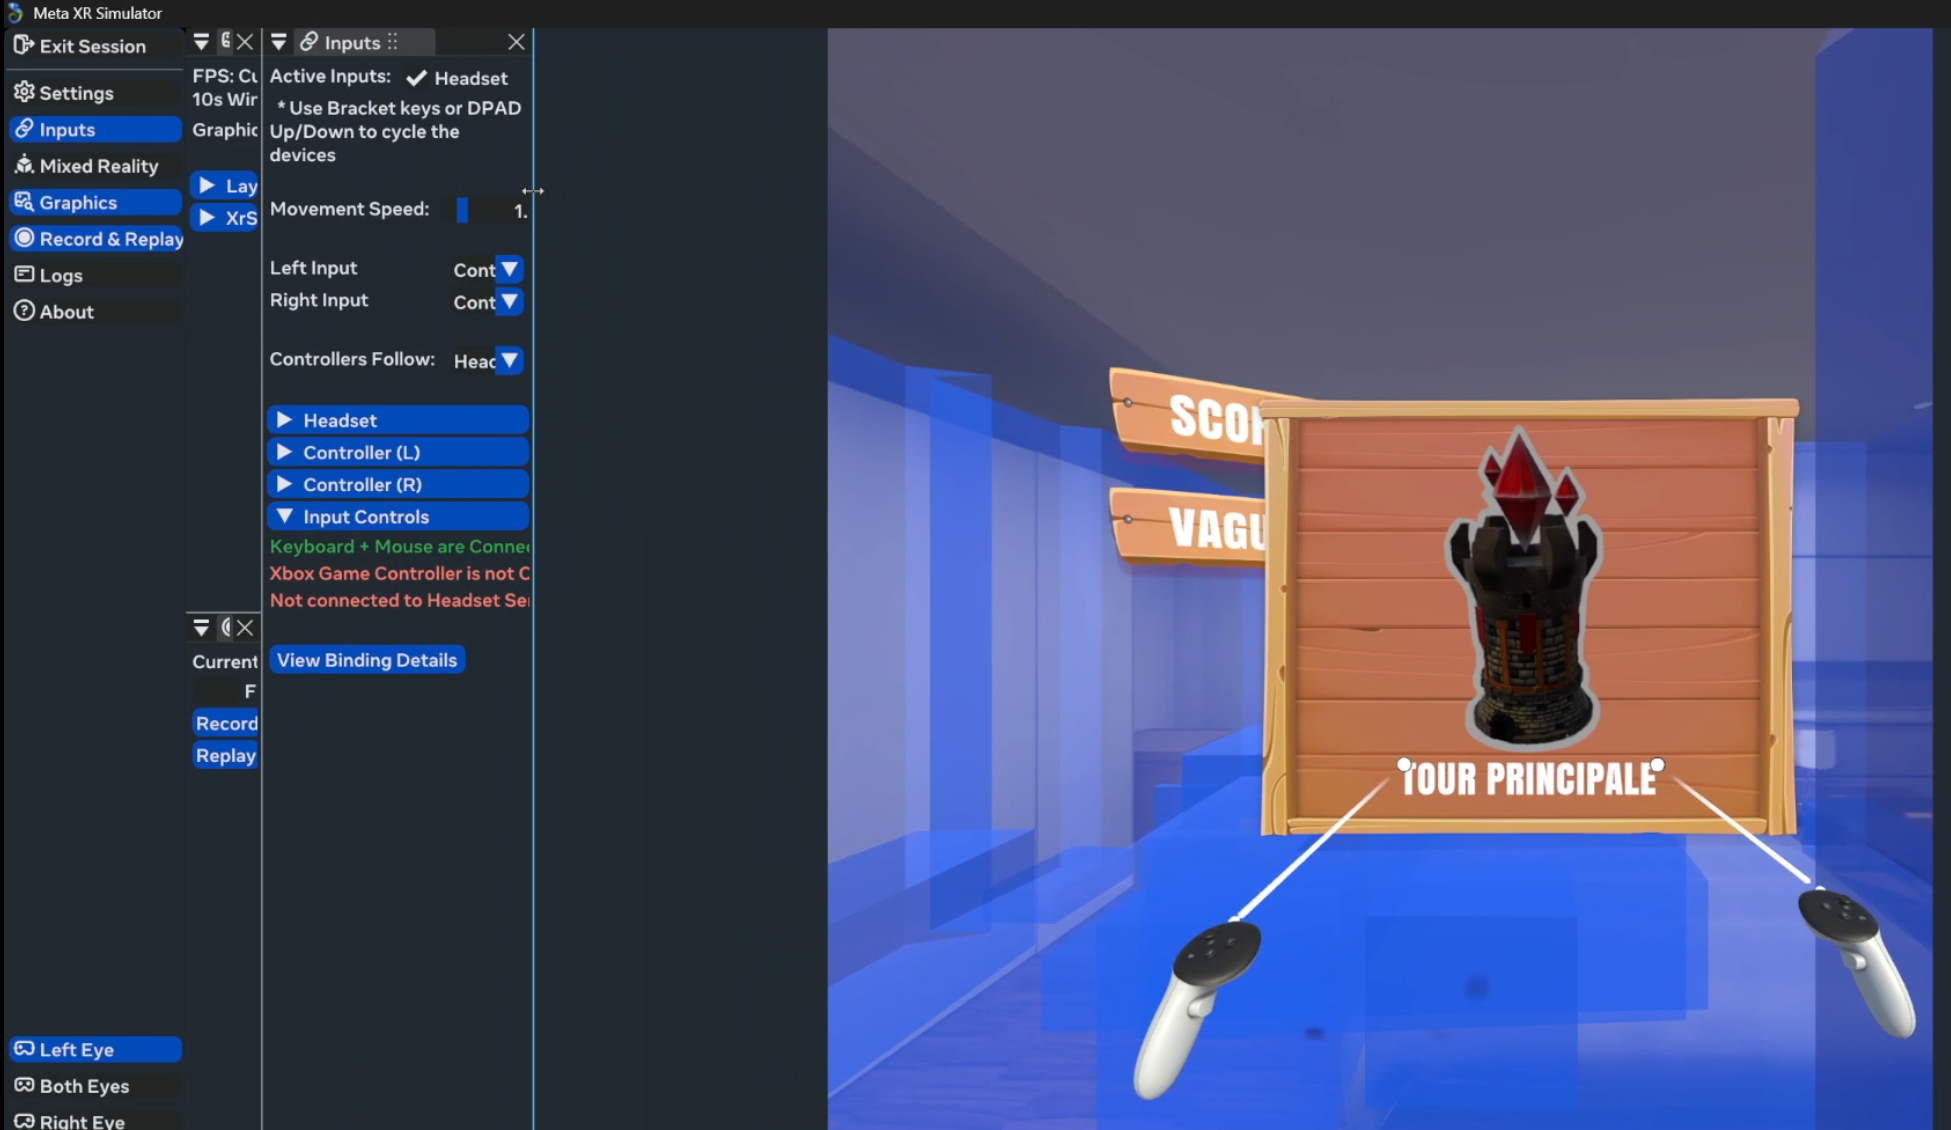 Meta XR Simulator
Exit Session
Settings
Inputs
Mixed Reality
Graphics
Record & Replay
Logs
About
Left Eye
Both Eyes
Right Eye
FPS: Cu
10s Wir
Graphic
Lay
XrS
Current
F
Record
Replay
Inputs
Active Inputs: Headset
* Use Bracket keys or DPAD
Up/Down to cycle the
devices
Movement Speed: 1.
Left Input Cont
Right Input Cont
Controllers Follow: Head
Headset
Controller (L)
Controller (R)
Input Controls
Keyboard + Mouse are Connec
Xbox Game Controller is not C
Not connected to Headset Ser
View Binding Details
SCOR
VAGU
TOUR PRINCIPALE